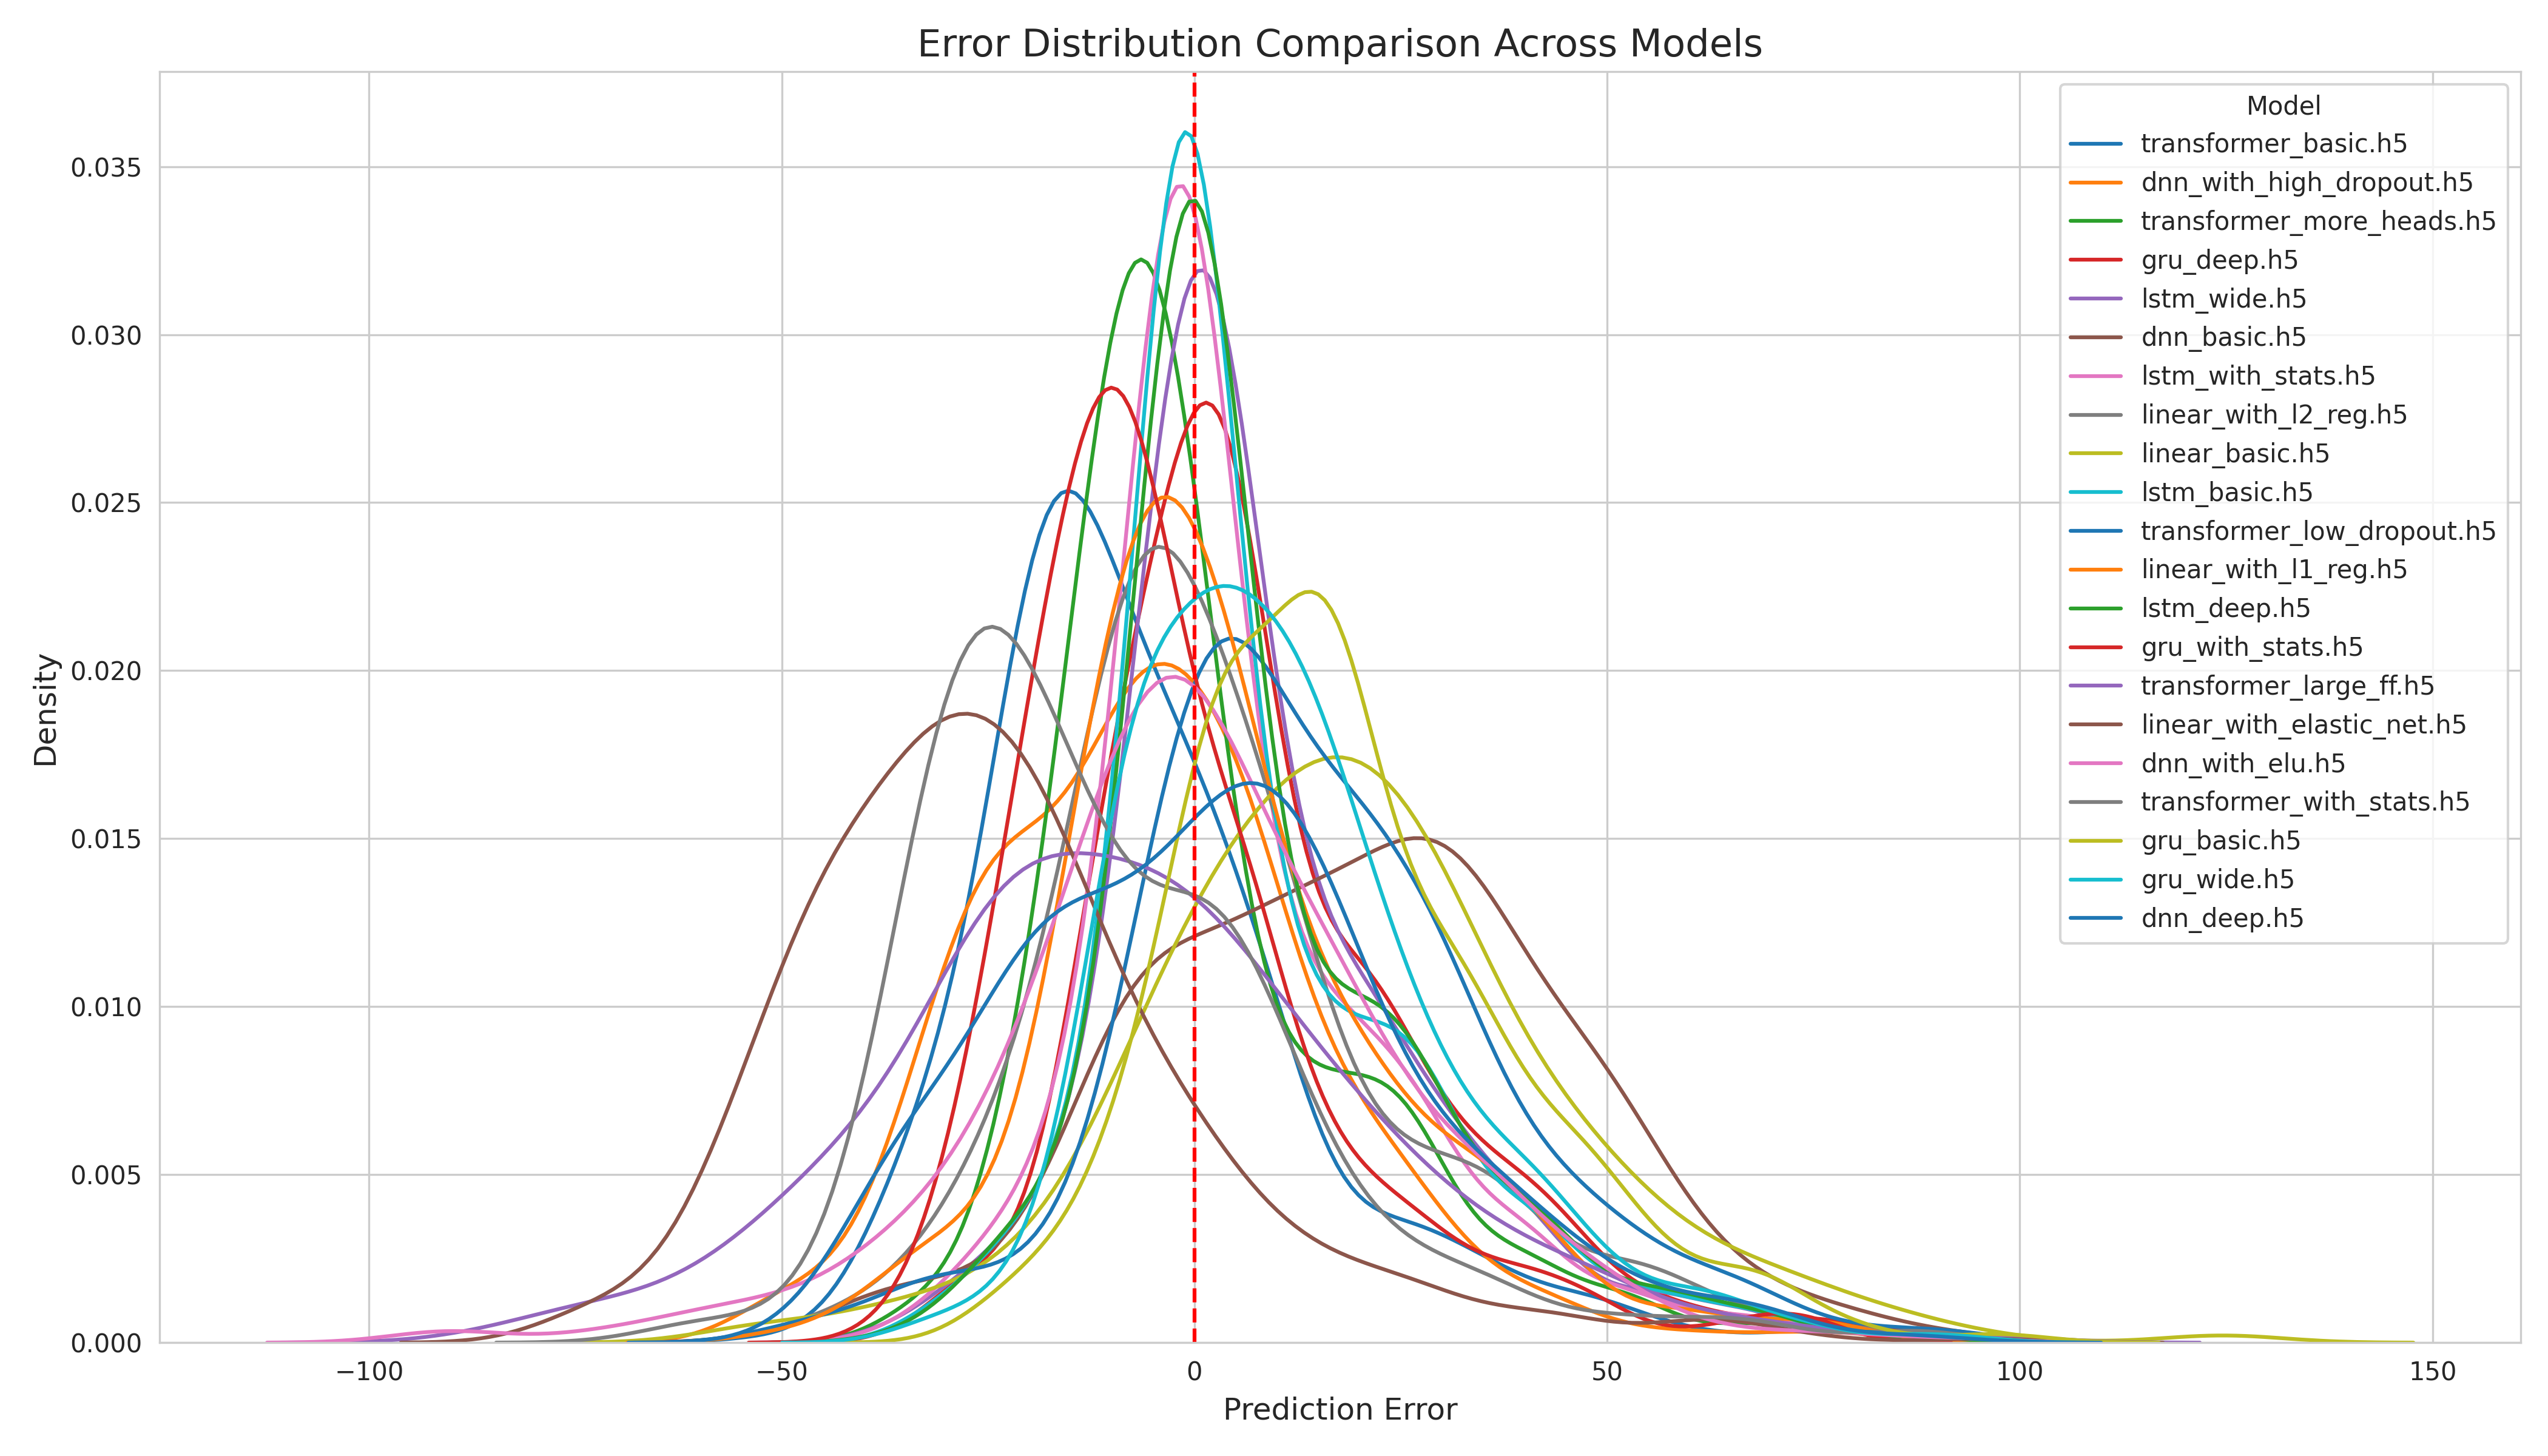 Error Distribution Comparison Across Models
Density
0.035
0.030
0.025
0.020
0.015
0.010
0.005
0.000
−100
−50
0
50
100
150
Prediction Error
Model
transformer_basic.h5
dnn_with_high_dropout.h5
transformer_more_heads.h5
gru_deep.h5
lstm_wide.h5
dnn_basic.h5
lstm_with_stats.h5
linear_with_l2_reg.h5
linear_basic.h5
lstm_basic.h5
transformer_low_dropout.h5
linear_with_l1_reg.h5
lstm_deep.h5
gru_with_stats.h5
transformer_large_ff.h5
linear_with_elastic_net.h5
dnn_with_elu.h5
transformer_with_stats.h5
gru_basic.h5
gru_wide.h5
dnn_deep.h5